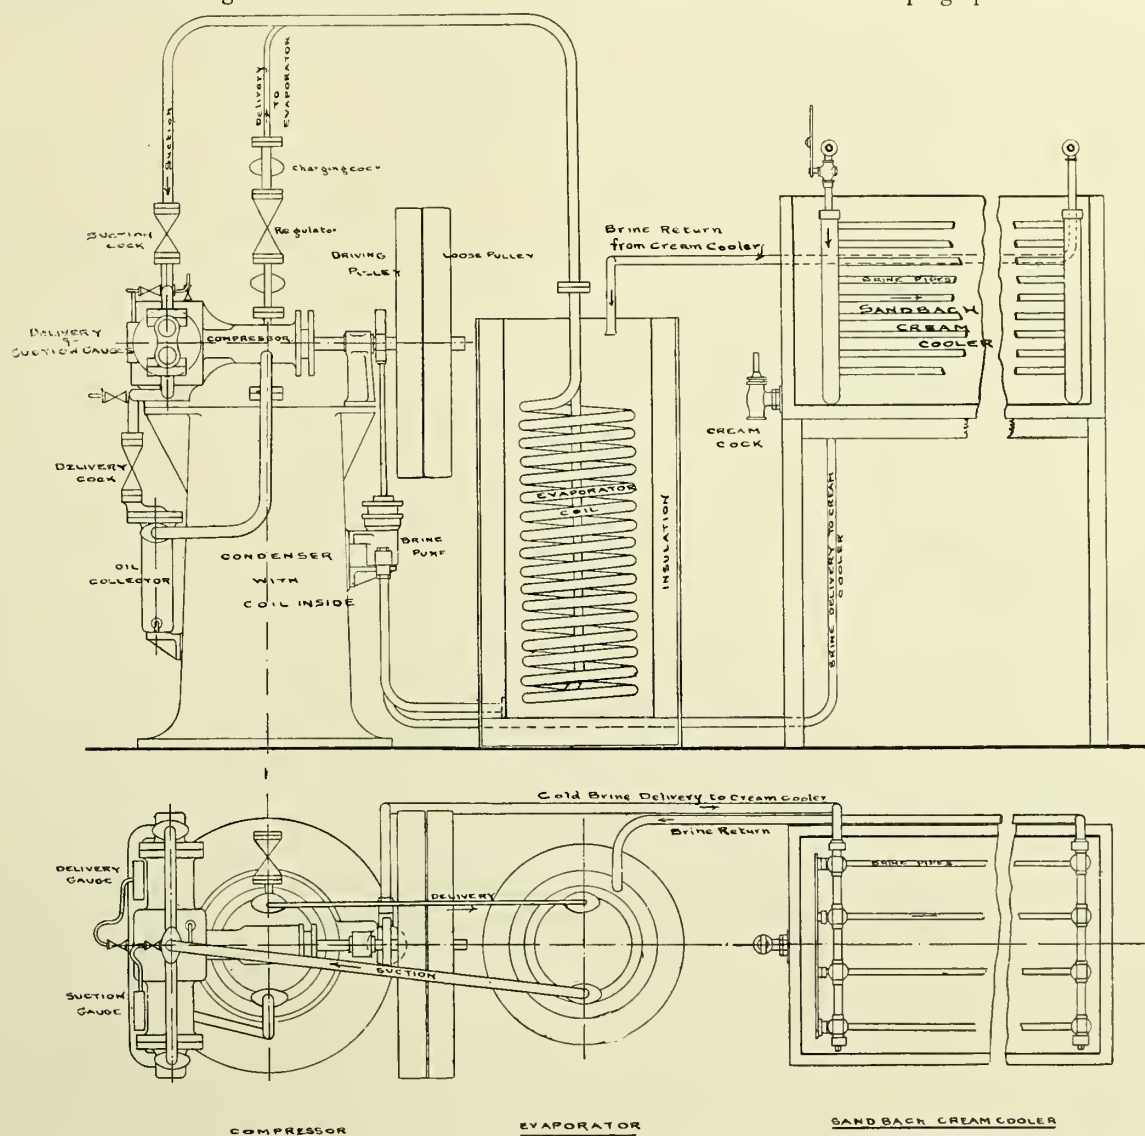 SUCTION
Delivery
TO
EVAPORATOR
Charging Cock
SUCTION
COCK
Regulator
DRIVING
PULLEY
LOOSE PULLEY
Brine Return
from Cream Cooler
BRINE PIPES
SANDBACH
CREAM
COOLER
DELIVERY
&
SUCTION GAUGES
COMPRESSOR
CREAM
COCK
DELIVERY
COCK
EVAPORATOR
COIL
INSULATION
BRINE DELIVERY TO CREAM
COOLER
BRINE
PUMP
OIL
COLLECTOR
CONDENSER
WITH
COIL INSIDE
Cold Brine Delivery to Cream Cooler
Brine Return
BRINE PIPES
DELIVERY
GAUGE
DELIVERY
SUCTION
SUCTION
GAUGE
COMPRESSOR
EVAPORATOR
SANDBACH CREAM COOLER